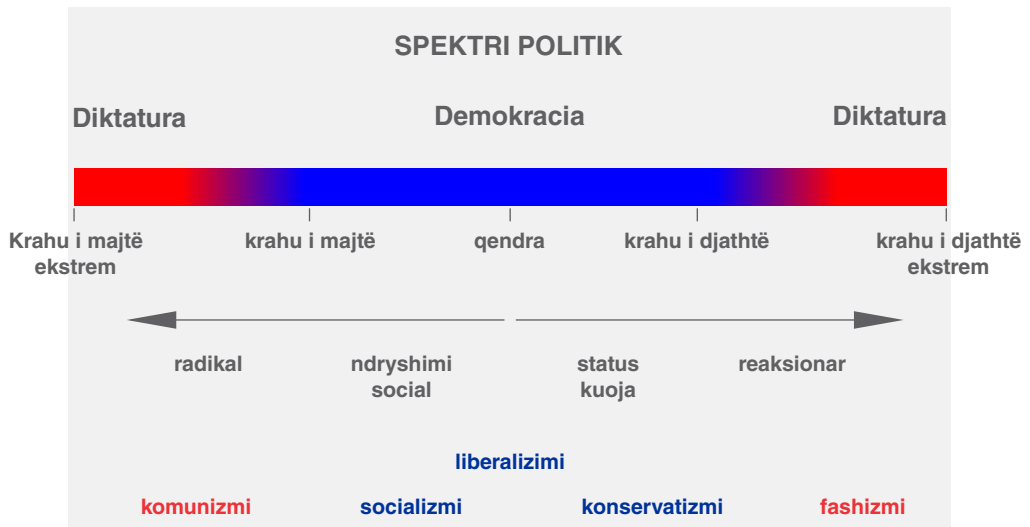 SPEKTRI POLITIK
Diktatura Demokracia Diktatura
Krahu i majtë ekstrem
krahu i majtë
qendra
krahu i djathtë
krahu i djathtë ekstrem
radikal
ndryshimi
social
status
kuoja
reaksionar
liberalizimi
komunizmi socializmi konservatizmi fashizmi